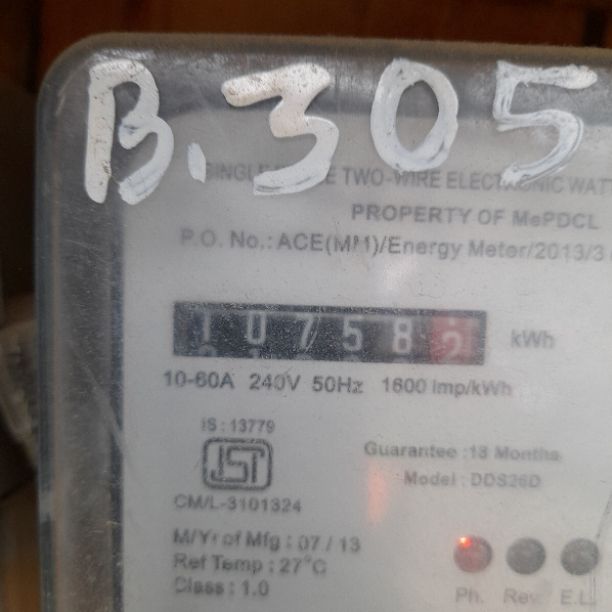 B.305
TWO-WIRE ELECTRONIC WATT
PROPERTY OF MePDCL
P.O. No.: ACE(MM)/Energy Meter/2013/3
107582 kWh
10-60A 240V 50Hz 1600 Imp/kWh
IS : 13779
Guarantee : 18 Months
ISI
Model : DDS26D
CM/L-3101324
M/Yr of Mfg : 07 / 13
Ref Temp : 27°C
Class : 1.0
Ph. Rev. E.L.